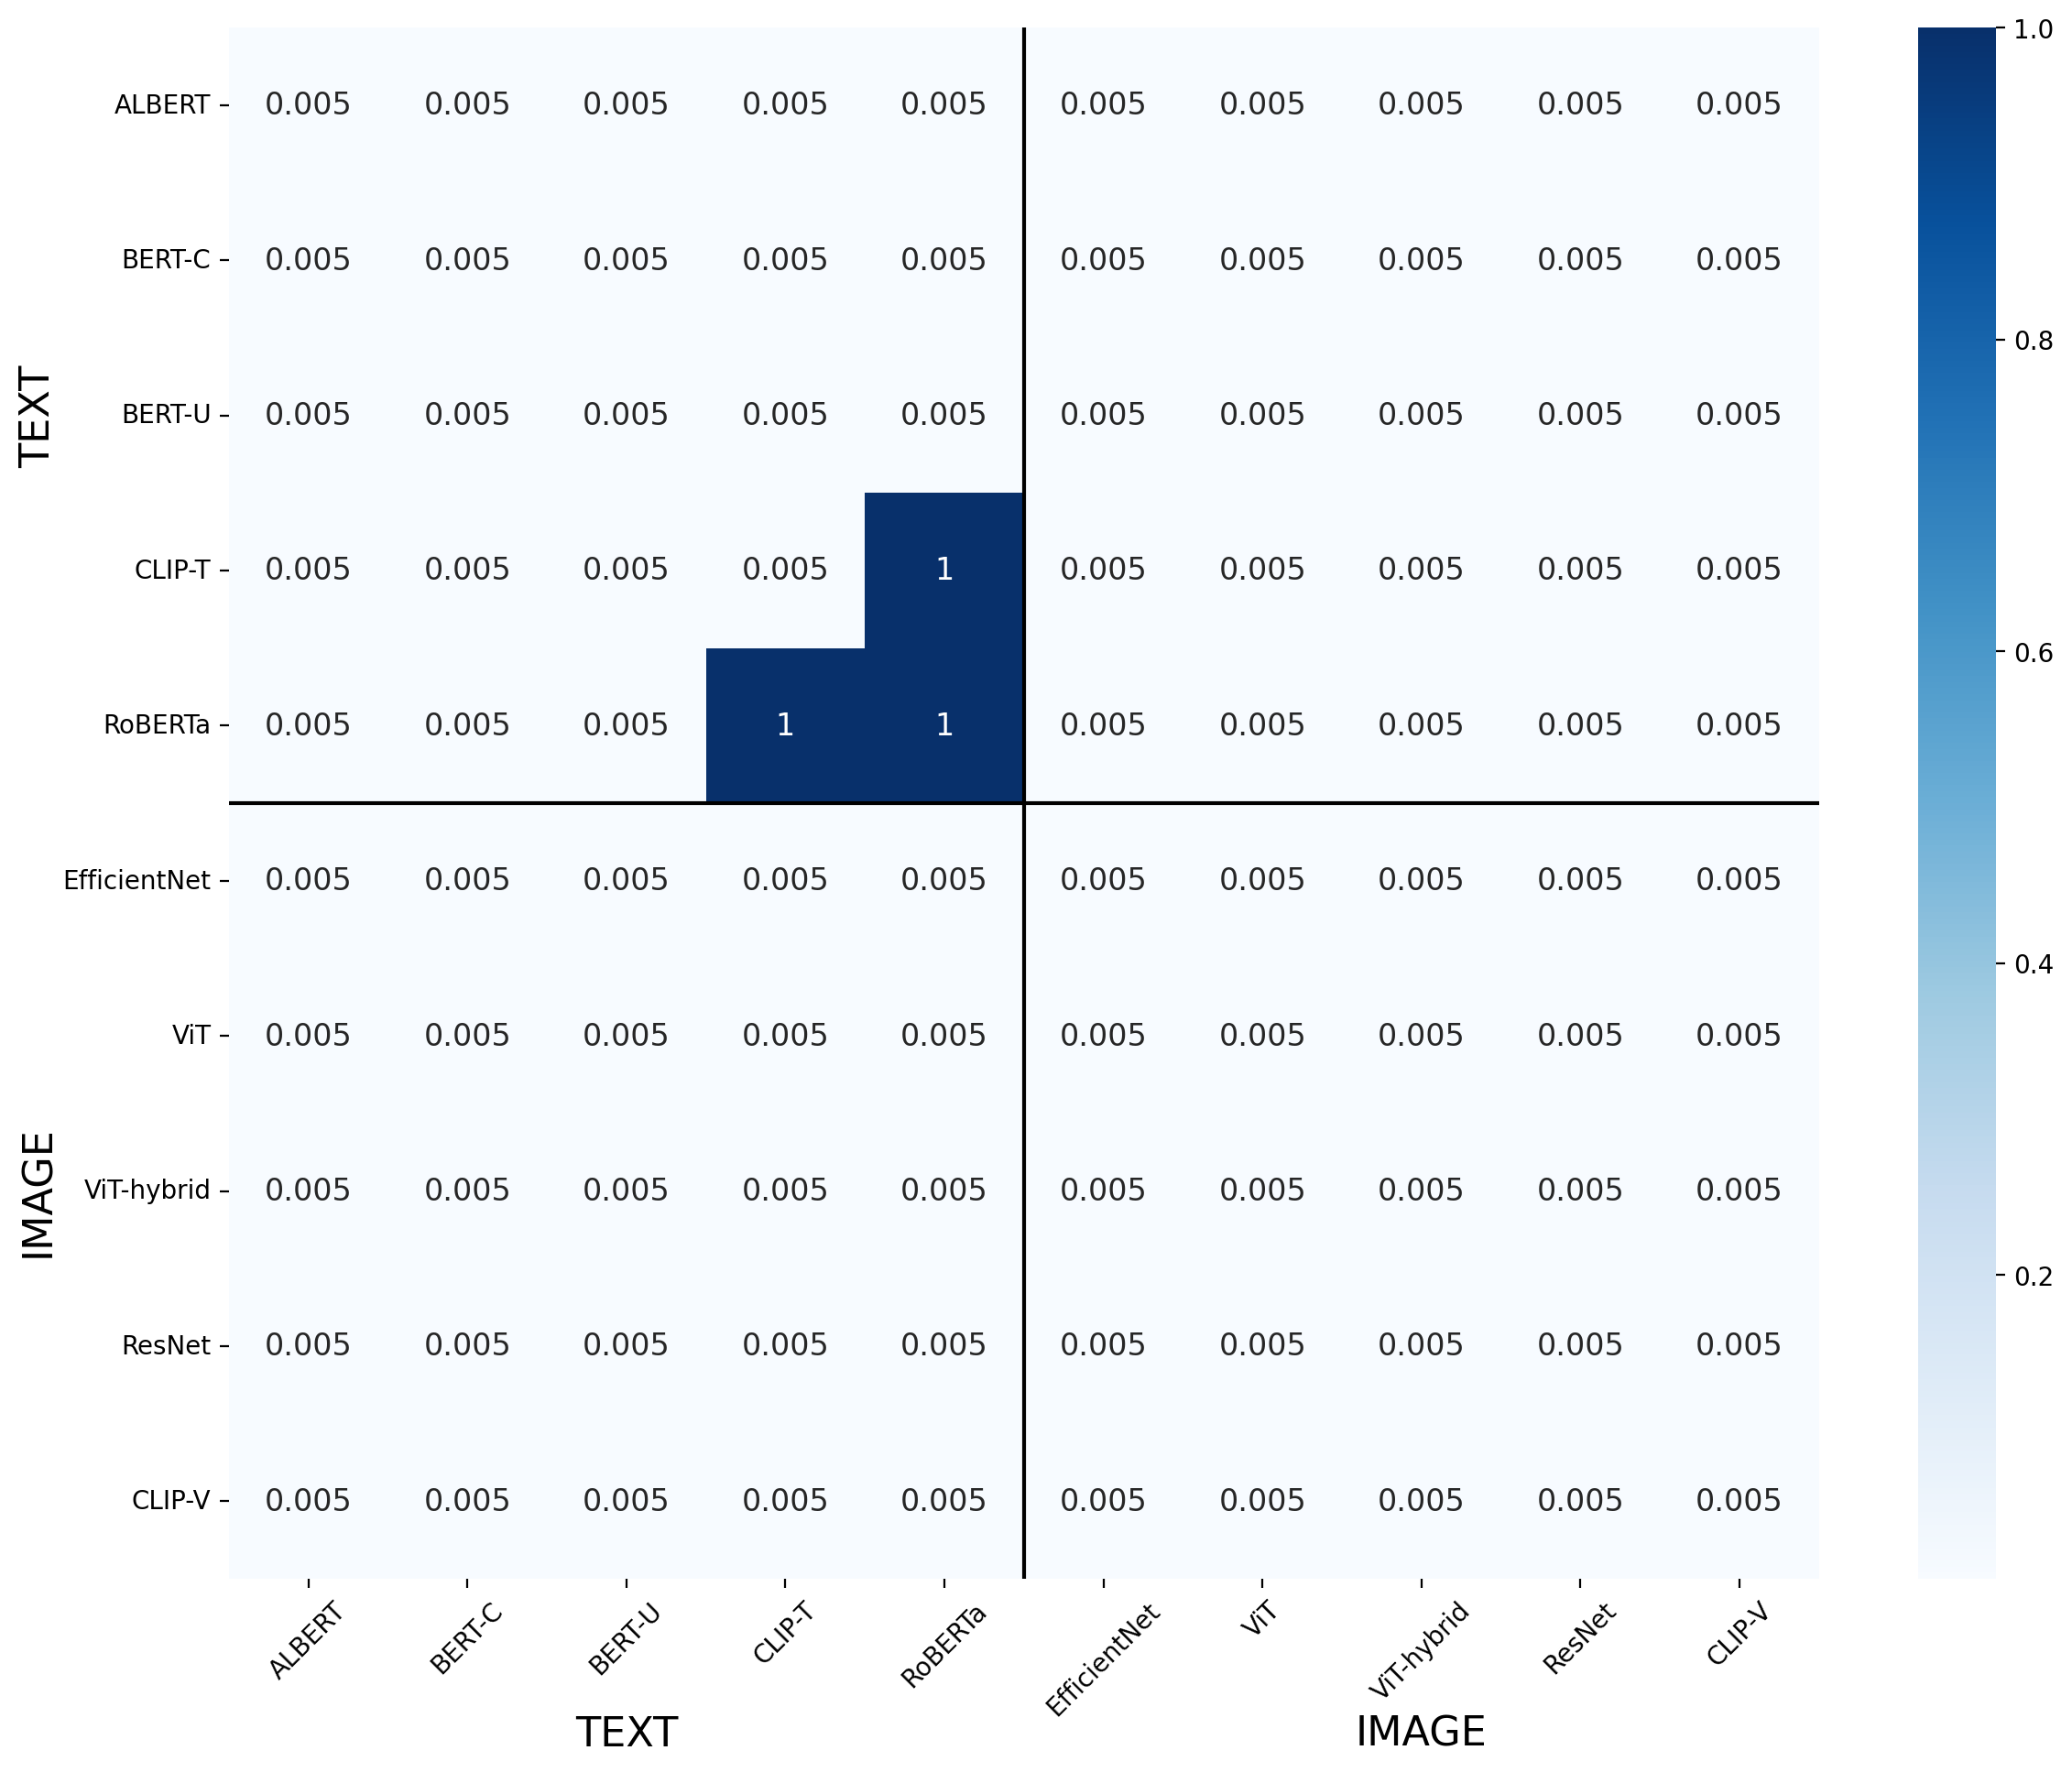 1.0
ALBERT 0.005 0.005 0.005 0.005 0.005 0.005 0.005 0.005 0.005 0.005
BERT-C 0.005 0.005 0.005 0.005 0.005 0.005 0.005 0.005 0.005 0.005
0.8
TEXT
BERT-U 0.005 0.005 0.005 0.005 0.005 0.005 0.005 0.005 0.005 0.005
CLIP-T 0.005 0.005 0.005 0.005 1 0.005 0.005 0.005 0.005 0.005
0.6
RoBERTa 0.005 0.005 0.005 1 1 0.005 0.005 0.005 0.005 0.005
EfficientNet 0.005 0.005 0.005 0.005 0.005 0.005 0.005 0.005 0.005 0.005
0.4
ViT 0.005 0.005 0.005 0.005 0.005 0.005 0.005 0.005 0.005 0.005
IMAGE
ViT-hybrid 0.005 0.005 0.005 0.005 0.005 0.005 0.005 0.005 0.005 0.005
0.2
ResNet 0.005 0.005 0.005 0.005 0.005 0.005 0.005 0.005 0.005 0.005
CLIP-V 0.005 0.005 0.005 0.005 0.005 0.005 0.005 0.005 0.005 0.005
ALBERT BERT-C BERT-U CLIP-T RoBERTa EfficientNet ViT ViT-hybrid ResNet CLIP-V
TEXT IMAGE